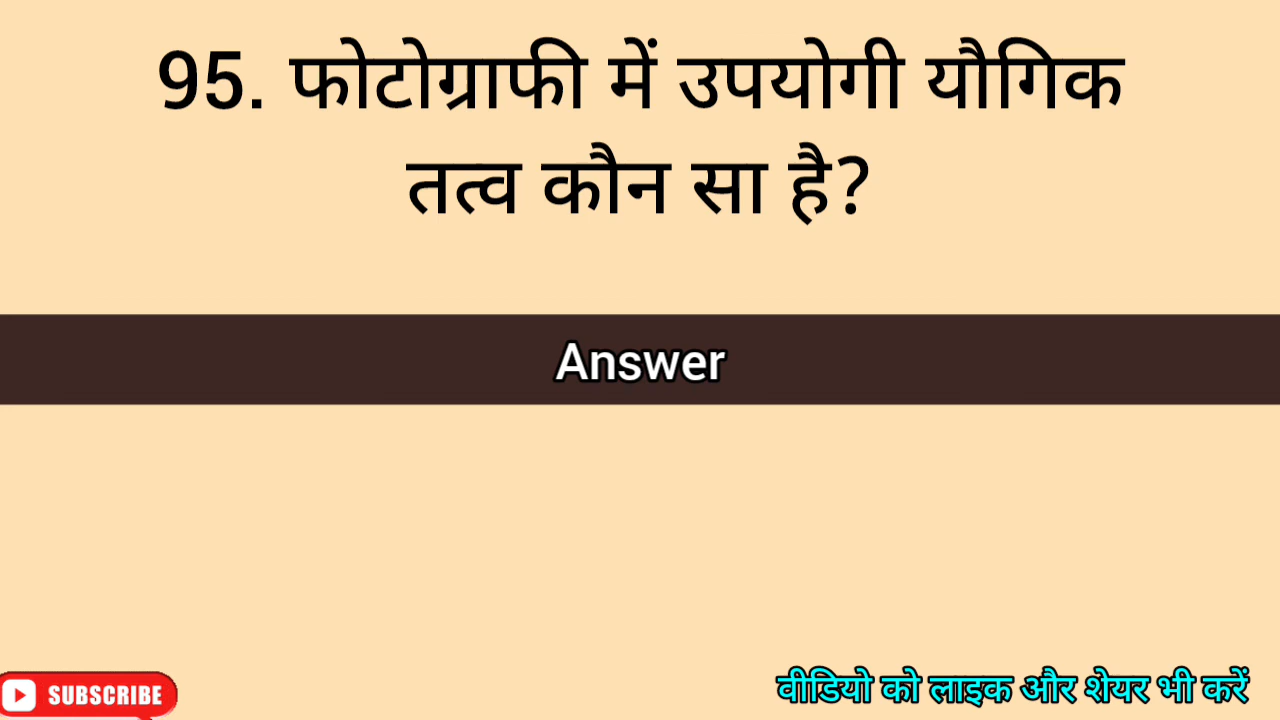 95. फोटोग्राफी में उपयोगी यौगिक
तत्व कौन सा है?
Answer
SUBSCRIBE
वीडियो को लाइक और शेयर भी करें